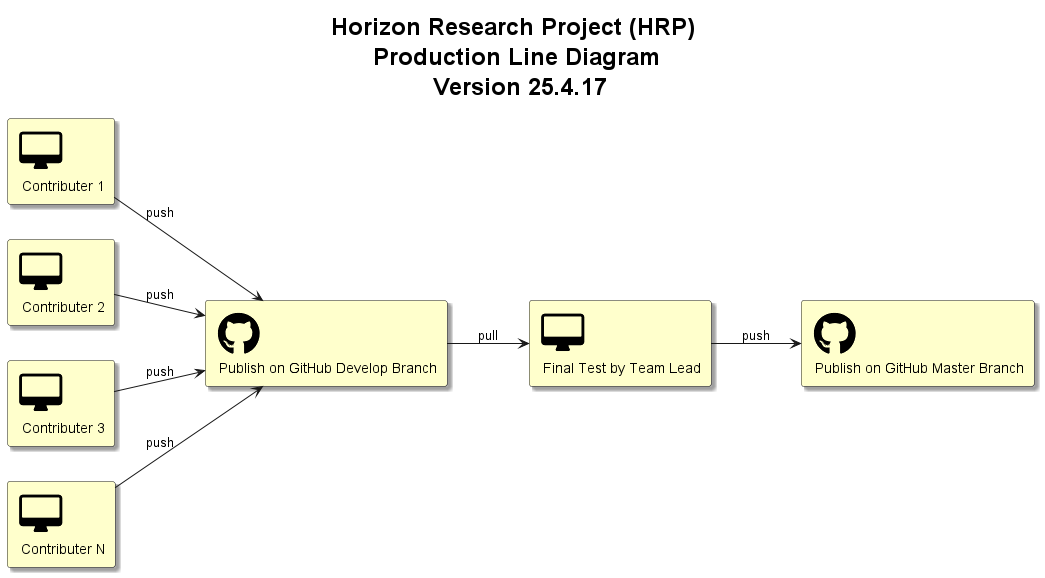 Horizon Research Project (HRP)
Production Line Diagram
Version 25.4.17
Contributer 1
push
Contributer 2
push
Contributer 3
push
Contributer N
push
Publish on GitHub Develop Branch
pull
Final Test by Team Lead
push
Publish on GitHub Master Branch